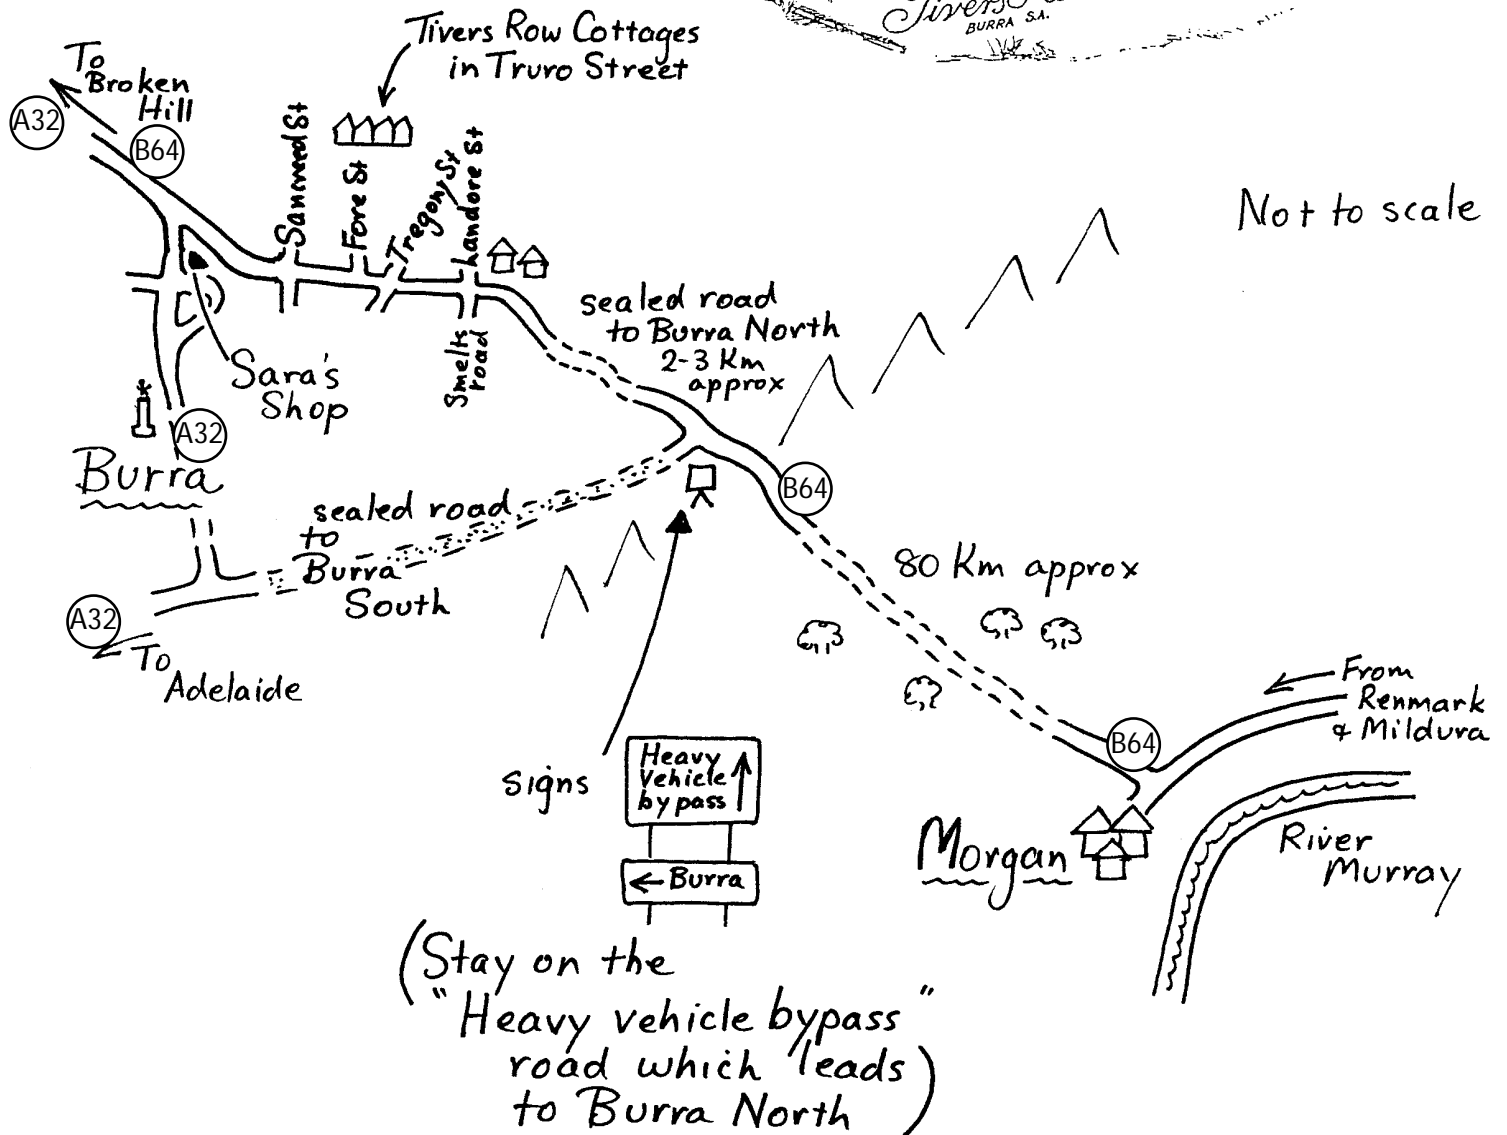 Tivers
BURRA S.A.
Tivers Row Cottages
in Truro Street
To
Broken
Hill
A32
B64
Sancreed St
Fore St
Tregony St
Landore St
Not to scale
sealed road
to Burra North
2-3 Km
approx
Smelts
road
Sara's
Shop
A32
Burra
B64
sealed road
to
Burra
South
80 Km approx
A32
To
Adelaide
From
Renmark
& Mildura
B64
signs
Heavy
vehicle
bypass
Burra
Morgan
River
Murray
(Stay on the
"Heavy vehicle bypass"
road which leads
to Burra North)